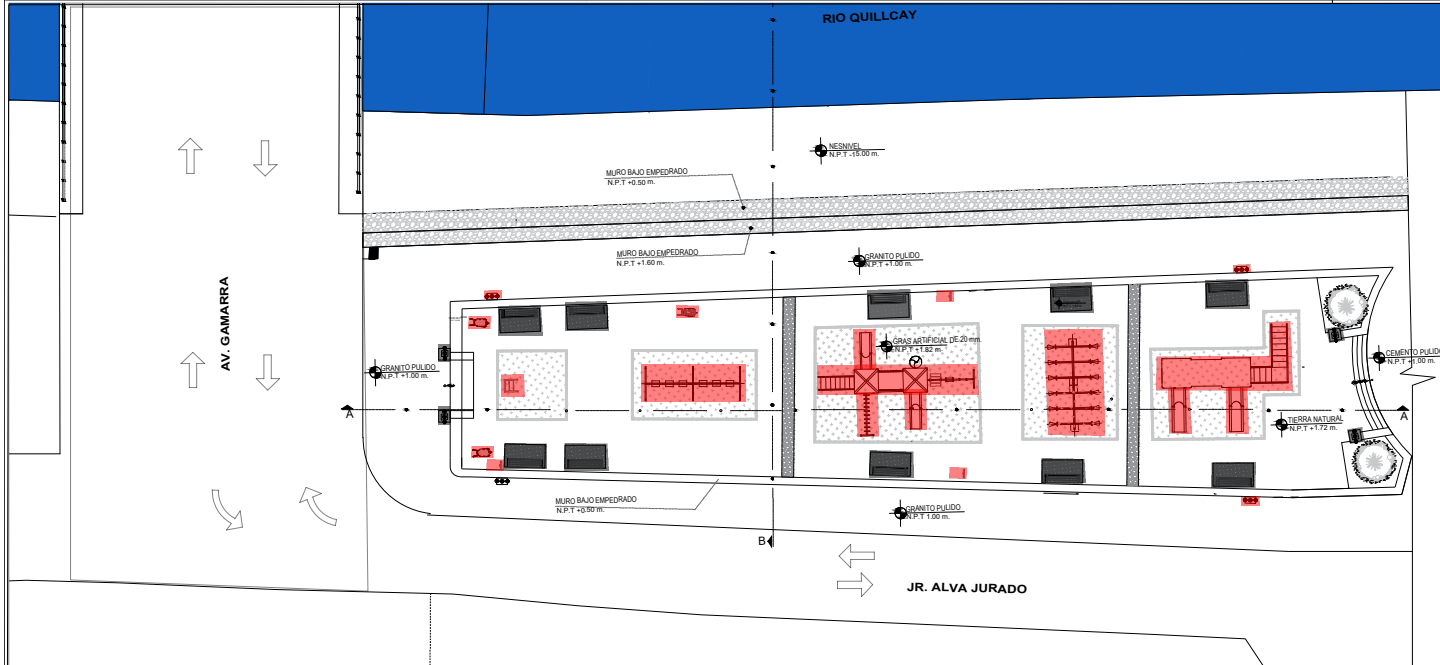 RIO QUILLCAY
NESNIVEL
N.P.T -15.00 m.
MURO BAJO EMPEDRADO
N.P.T +0.50 m.
MURO BAJO EMPEDRADO
N.P.T +1.60 m.
GRANITO PULIDO
N.P.T +1.00 m.
AV. GAMARRA
GRAS ARTIFICIAL DE 20 mm.
N.P.T +1.82 m.
GRANITO PULIDO
N.P.T +1.00 m.
CEMENTO PULIDO
N.P.T +1.00 m.
A
A
TIERRA NATURAL
N.P.T +1.72 m.
MURO BAJO EMPEDRADO
N.P.T +0.50 m.
GRANITO PULIDO
N.P.T 1.00 m.
B
JR. ALVA JURADO